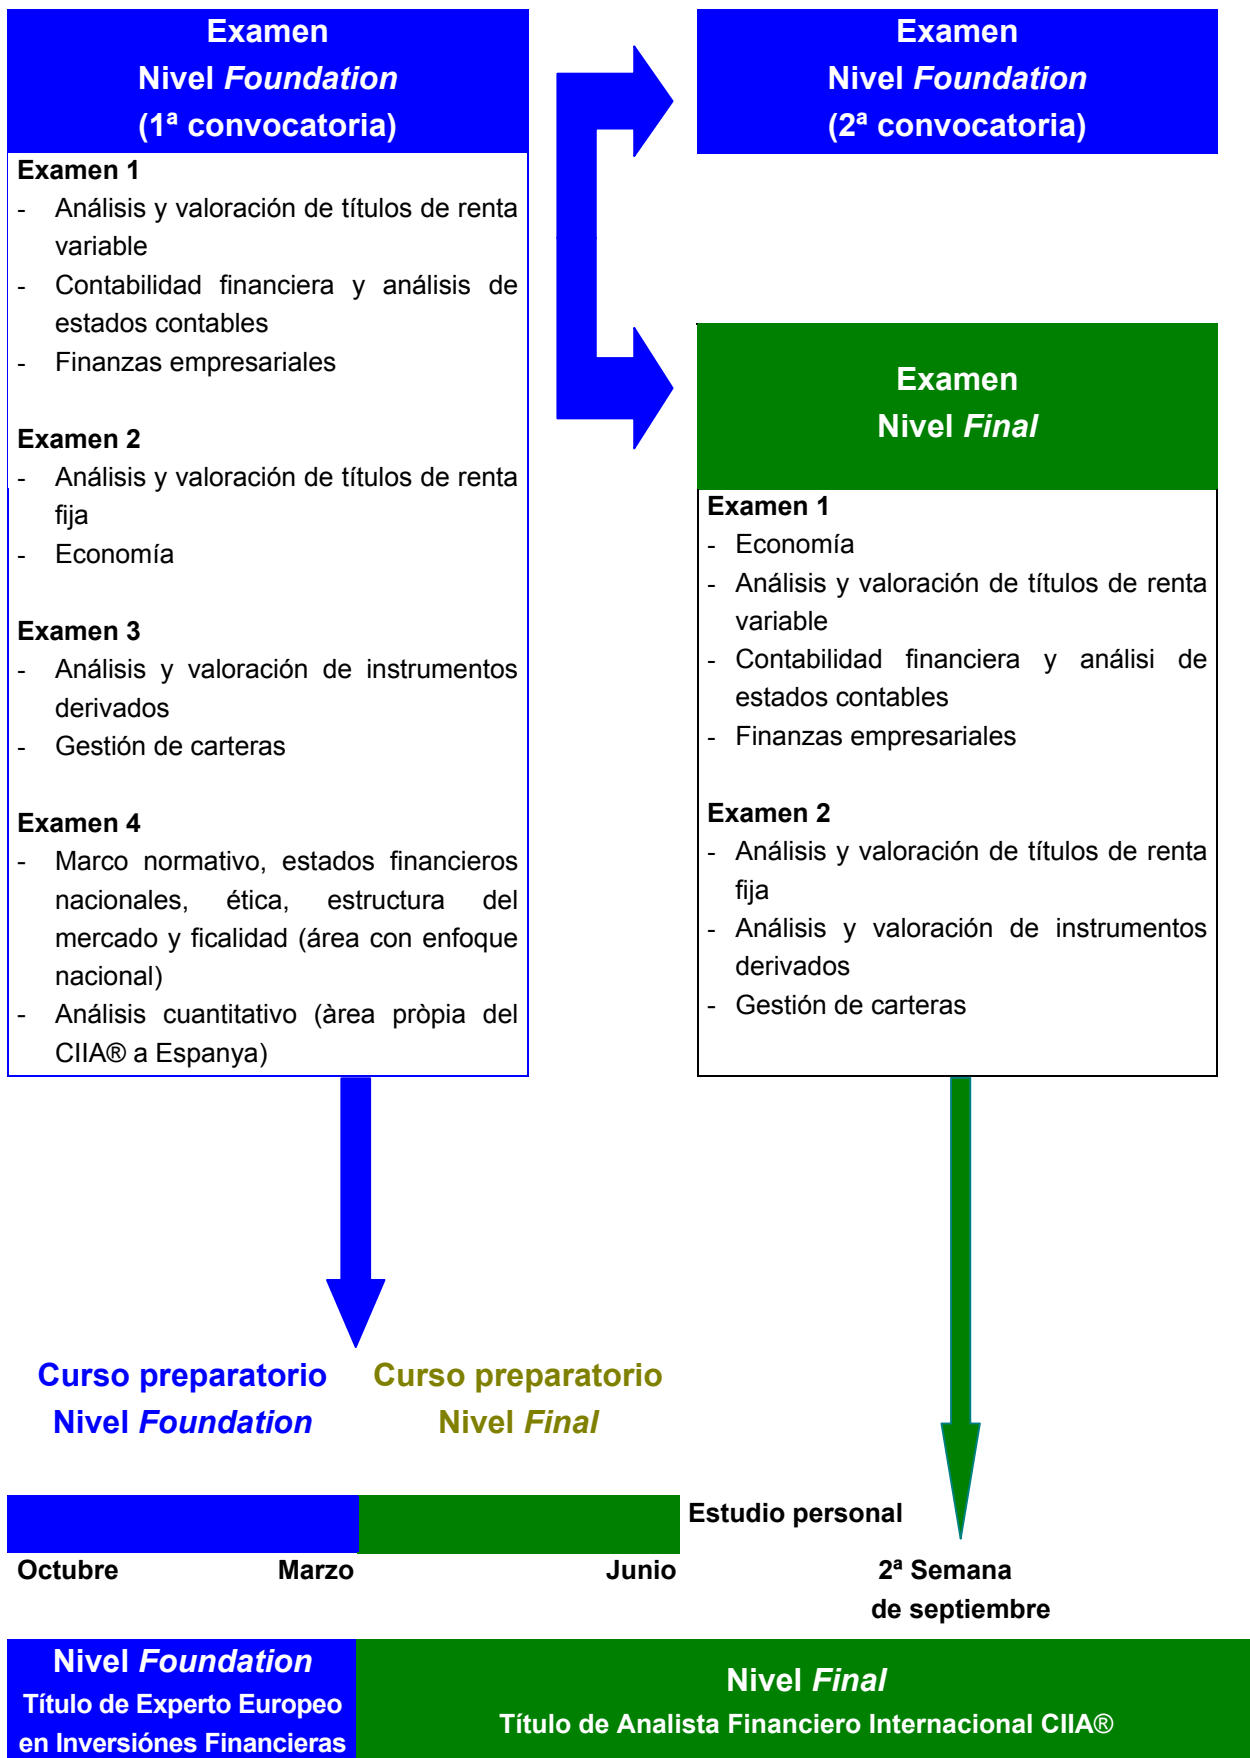 Examen
Nivel Foundation
(1ª convocatoria)
Examen 1
- Análisis y valoración de títulos de renta
variable
- Contabilidad financiera y análisis de
estados contables
- Finanzas empresariales
Examen 2
- Análisis y valoración de títulos de renta
fija
- Economía
Examen 3
- Análisis y valoración de instrumentos
derivados
- Gestión de carteras
Examen 4
- Marco normativo, estados financieros
nacionales, ética, estructura del
mercado y ficalidad (área con enfoque
nacional)
- Análisis cuantitativo (àrea pròpia del
CIIA® a Espanya)
Examen
Nivel Foundation
(2ª convocatoria)
Examen
Nivel Final
Examen 1
- Economía
- Análisis y valoración de títulos de renta
variable
- Contabilidad financiera y análisi de
estados contables
- Finanzas empresariales
Examen 2
- Análisis y valoración de títulos de renta
fija
- Análisis y valoración de instrumentos
derivados
- Gestión de carteras
Curso preparatorio
Nivel Foundation
Curso preparatorio
Nivel Final
Estudio personal
Octubre Marzo Junio
2ª Semana
de septiembre
Nivel Foundation
Título de Experto Europeo
en Inversiónes Financieras
Nivel Final
Título de Analista Financiero Internacional CIIA®